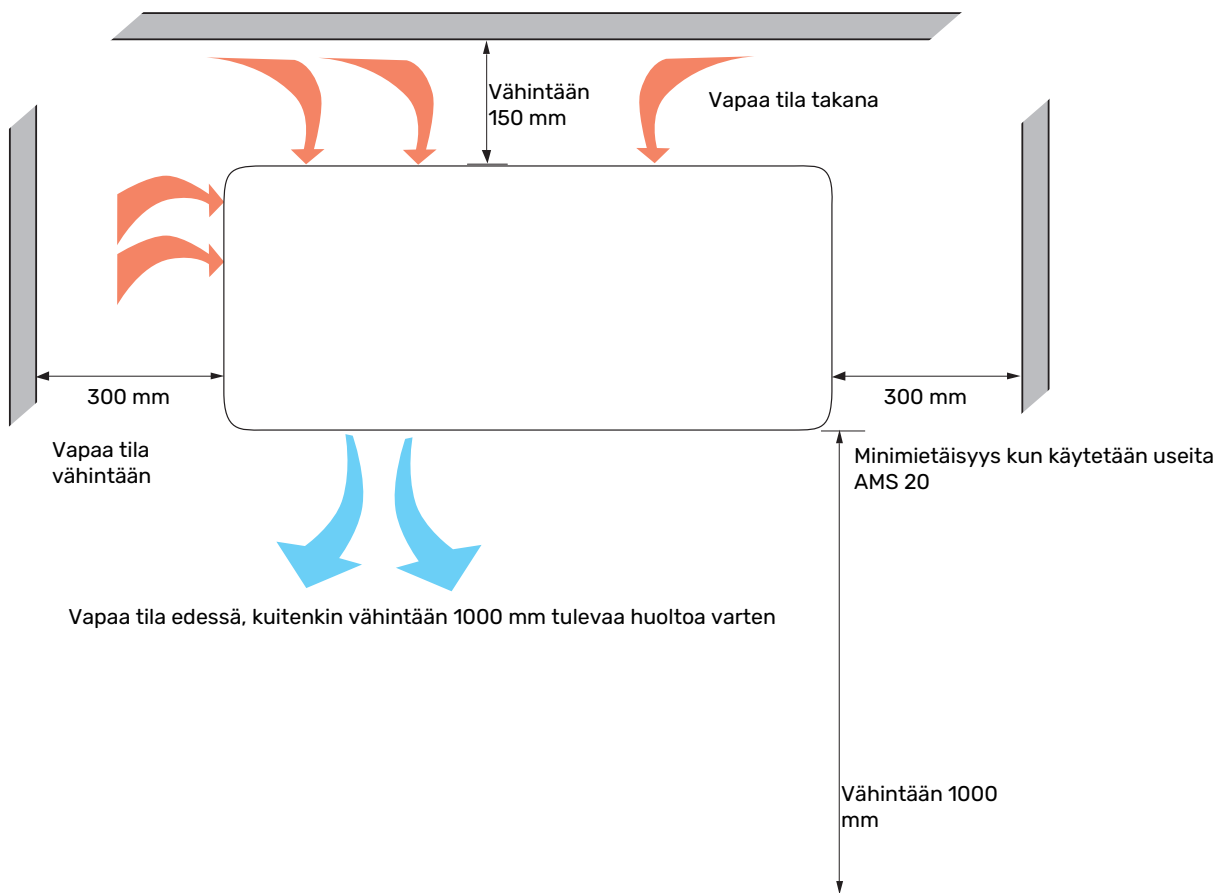 Vähintään
150 mm
Vapaa tila takana
300 mm
300 mm
Vapaa tila
vähintään
Minimietäisyys kun käytetään useita
AMS 20
Vapaa tila edessä, kuitenkin vähintään 1000 mm tulevaa huoltoa varten
Vähintään 1000
mm